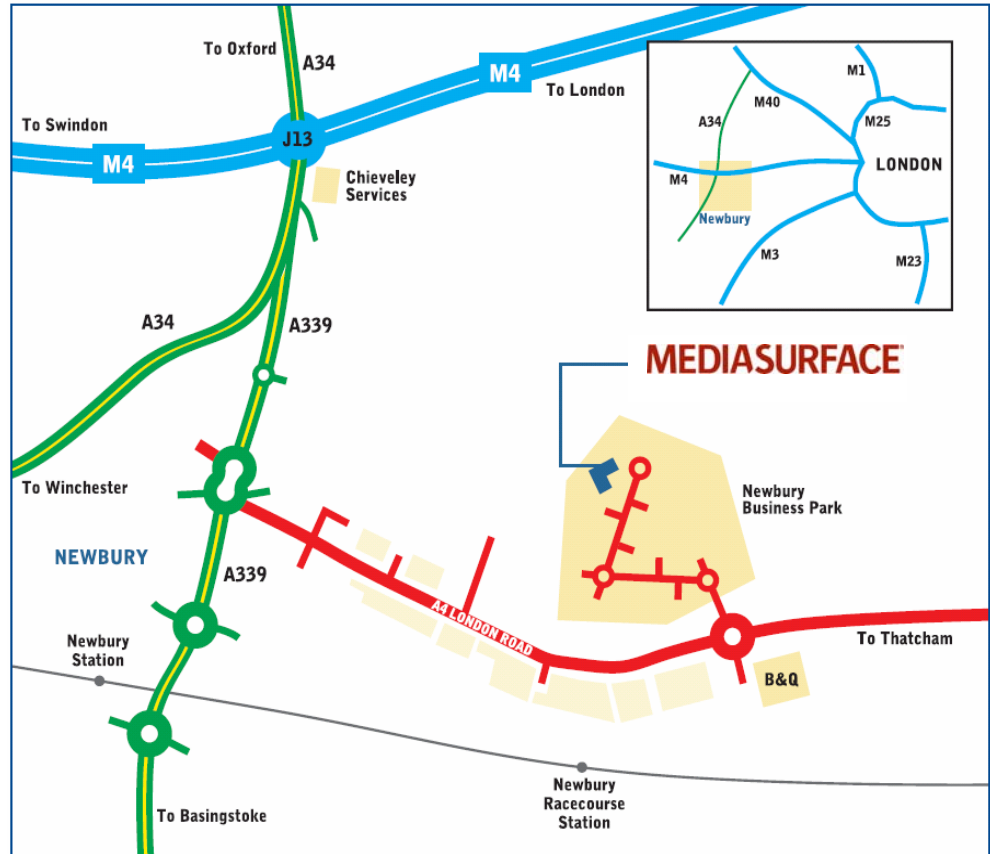 To Oxford
A34
M4
To London
To Swindon
J13
M4
Chieveley
Services
M1
M40
M25
A34
LONDON
M4
Newbury
M3
M23
A34
A339
MEDIASURFACE
To Winchester
Newbury
Business Park
NEWBURY
A339
A4 LONDON ROAD
To Thatcham
Newbury
Station
B&Q
Newbury
Racecourse
Station
To Basingstoke